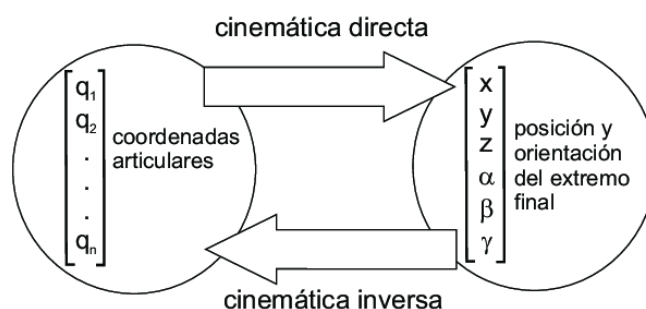 cinemática directa
q1
q2
.
.
.
qn
coordenadas
articulares
x
y
z
α
β
γ
posición y
orientación
del extremo
final
cinemática inversa